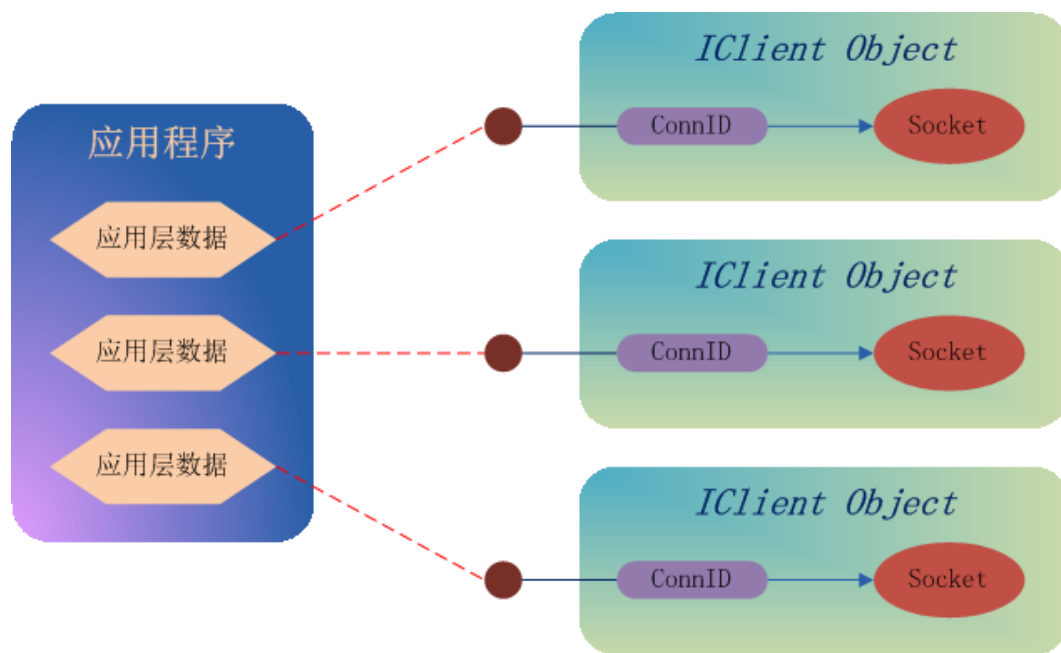 应用程序
应用层数据
应用层数据
应用层数据
IClient Object
ConnID
Socket
IClient Object
ConnID
Socket
IClient Object
ConnID
Socket